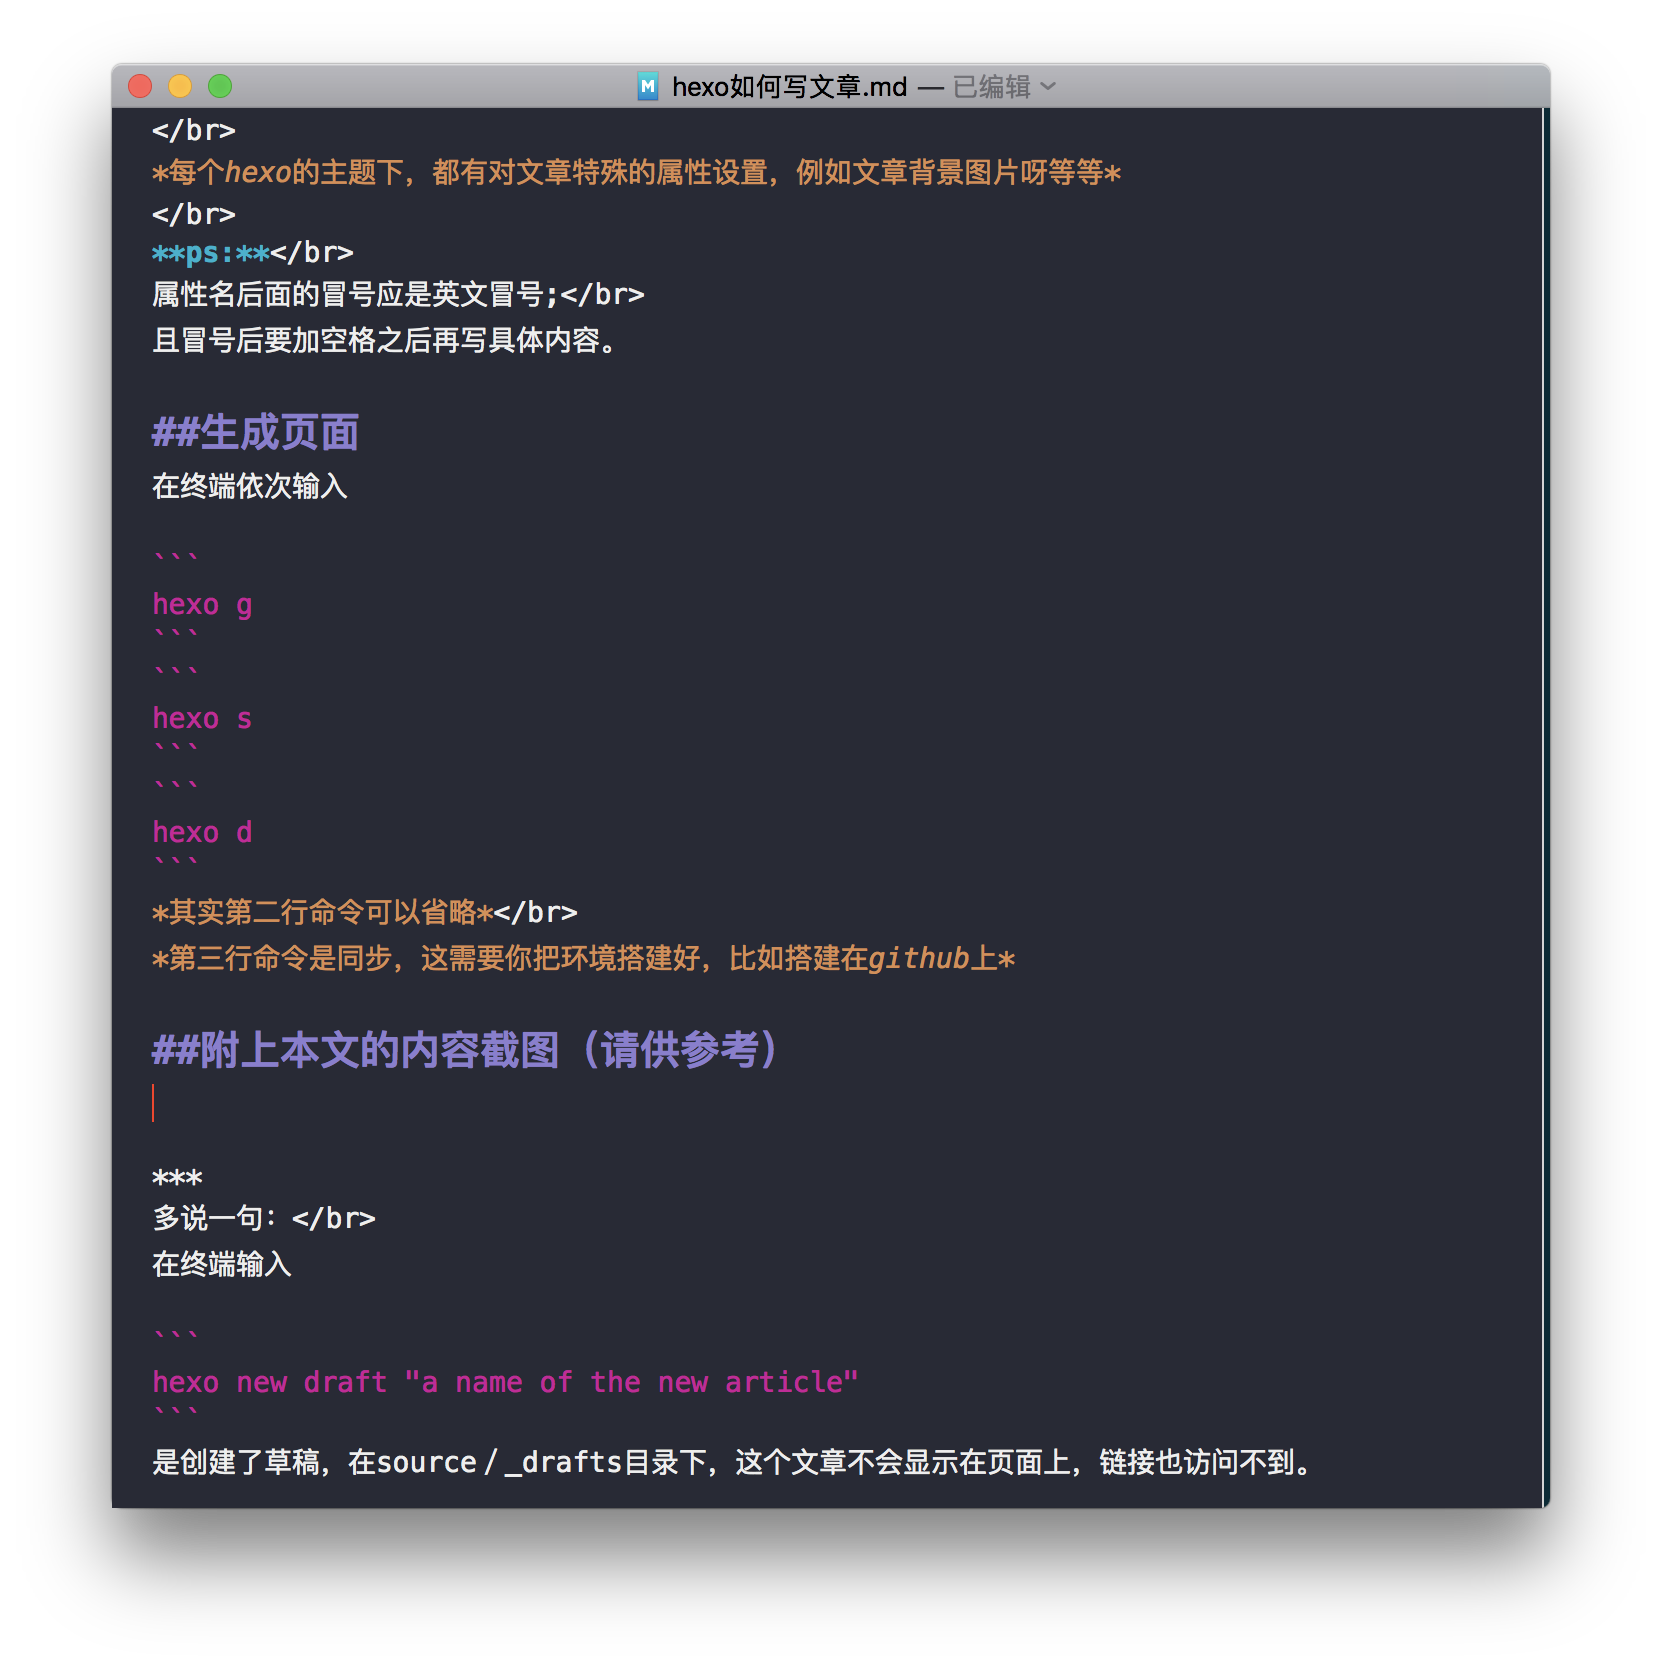 M hexo如何写文章.md — 已编辑
</br>
*每个hexo的主题下，都有对文章特殊的属性设置，例如文章背景图片呀等等*
</br>
**ps:**</br>
属性名后面的冒号应是英文冒号;</br>
且冒号后要加空格之后再写具体内容。
##生成页面
在终端依次输入
```
hexo g
```
```
hexo s
```
```
hexo d
```
*其实第二行命令可以省略*</br>
*第三行命令是同步，这需要你把环境搭建好，比如搭建在github上*
##附上本文的内容截图（请供参考）
***
多说一句：</br>
在终端输入
```
hexo new draft "a name of the new article"
```
是创建了草稿，在source／_drafts目录下，这个文章不会显示在页面上，链接也访问不到。